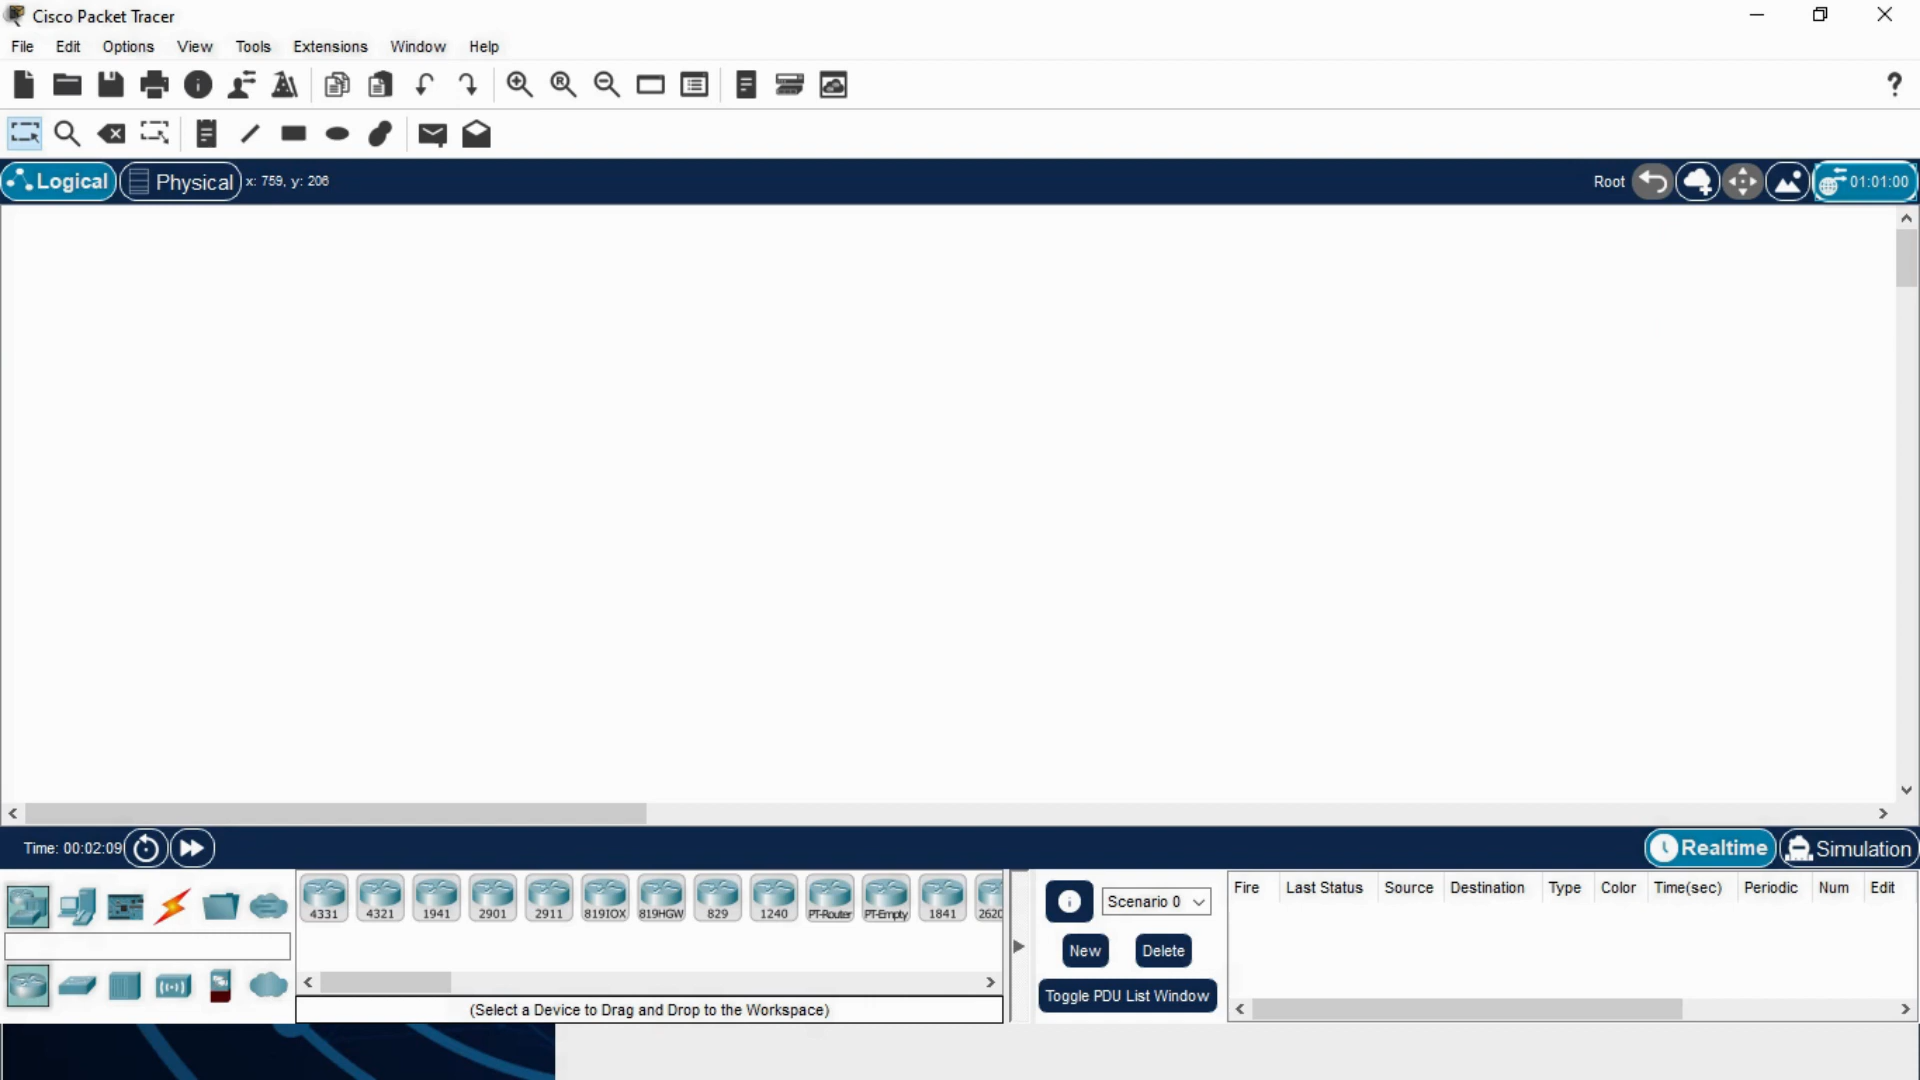 Cisco Packet Tracer
File Edit Options View Tools Extensions Window Help
Logical Physical x: 759, y: 206 Root 01:01:00
Time: 00:02:09 Realtime Simulation
4331 4321 1941 2901 2911 819IOX 819HGW 829 1240 PT-Router PT-Empty 1841 2620
(Select a Device to Drag and Drop to the Workspace)
Scenario 0
New Delete
Toggle PDU List Window
Fire Last Status Source Destination Type Color Time(sec) Periodic Num Edit